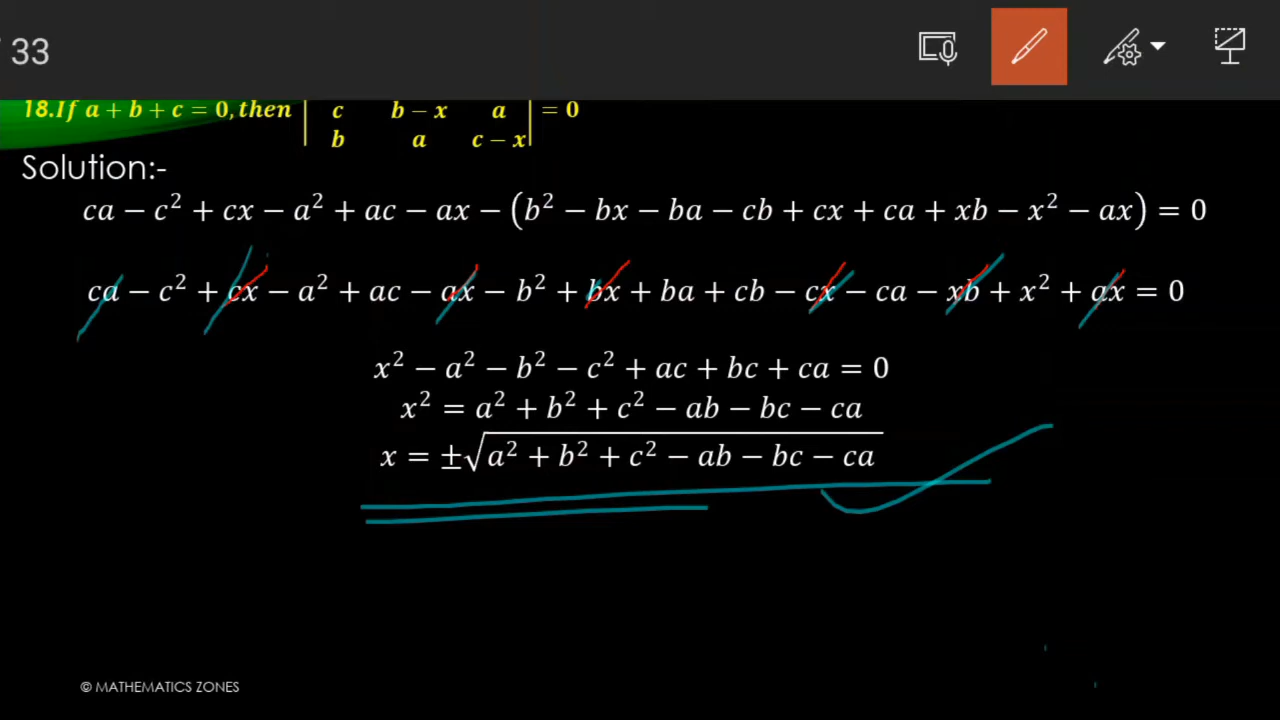 33
18.If a + b + c = 0, then | c b − x a | = 0
| b a c − x |
Solution:-
ca − c² + cx − a² + ac − ax − (b² − bx − ba − cb + cx + ca + xb − x² − ax) = 0
ca − c² + cx − a² + ac − ax − b² + bx + ba + cb − cx − ca − xb + x² + ax = 0
x² − a² − b² − c² + ac + bc + ca = 0
x² = a² + b² + c² − ab − bc − ca
x = ±√a² + b² + c² − ab − bc − ca
© MATHEMATICS ZONES